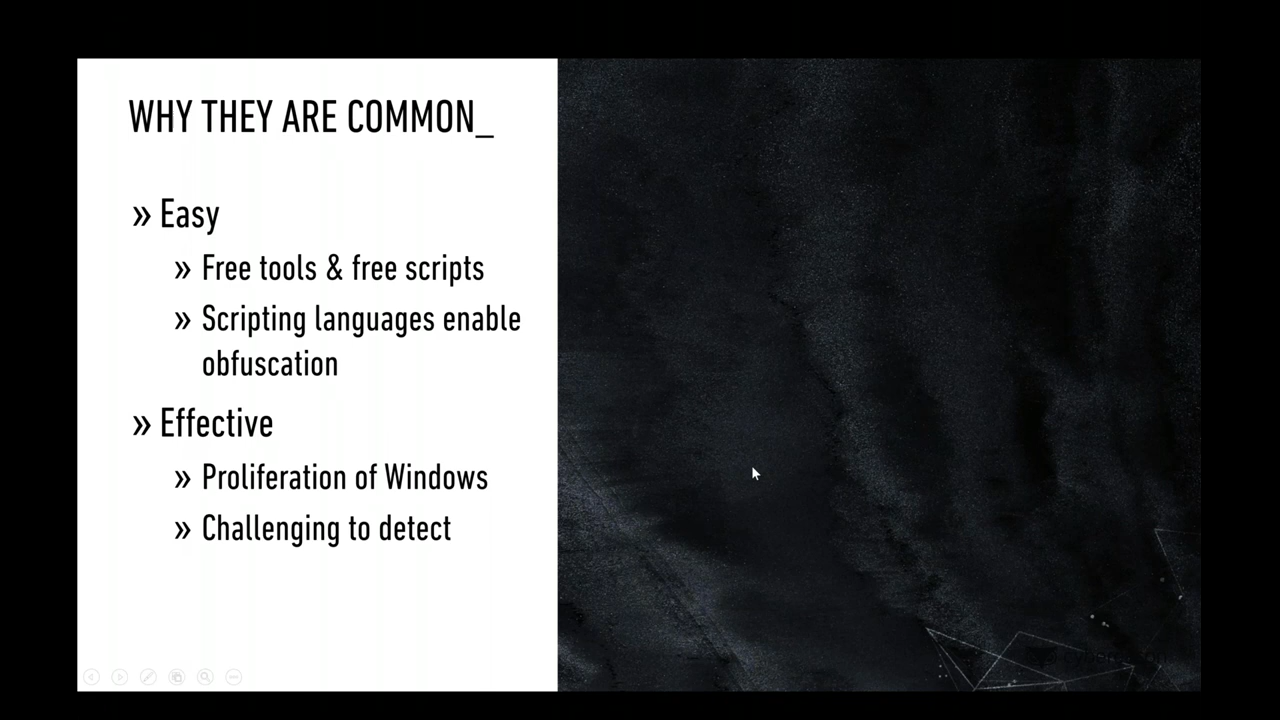 WHY THEY ARE COMMON_
» Easy
» Free tools & free scripts
» Scripting languages enable
obfuscation
» Effective
» Proliferation of Windows
» Challenging to detect